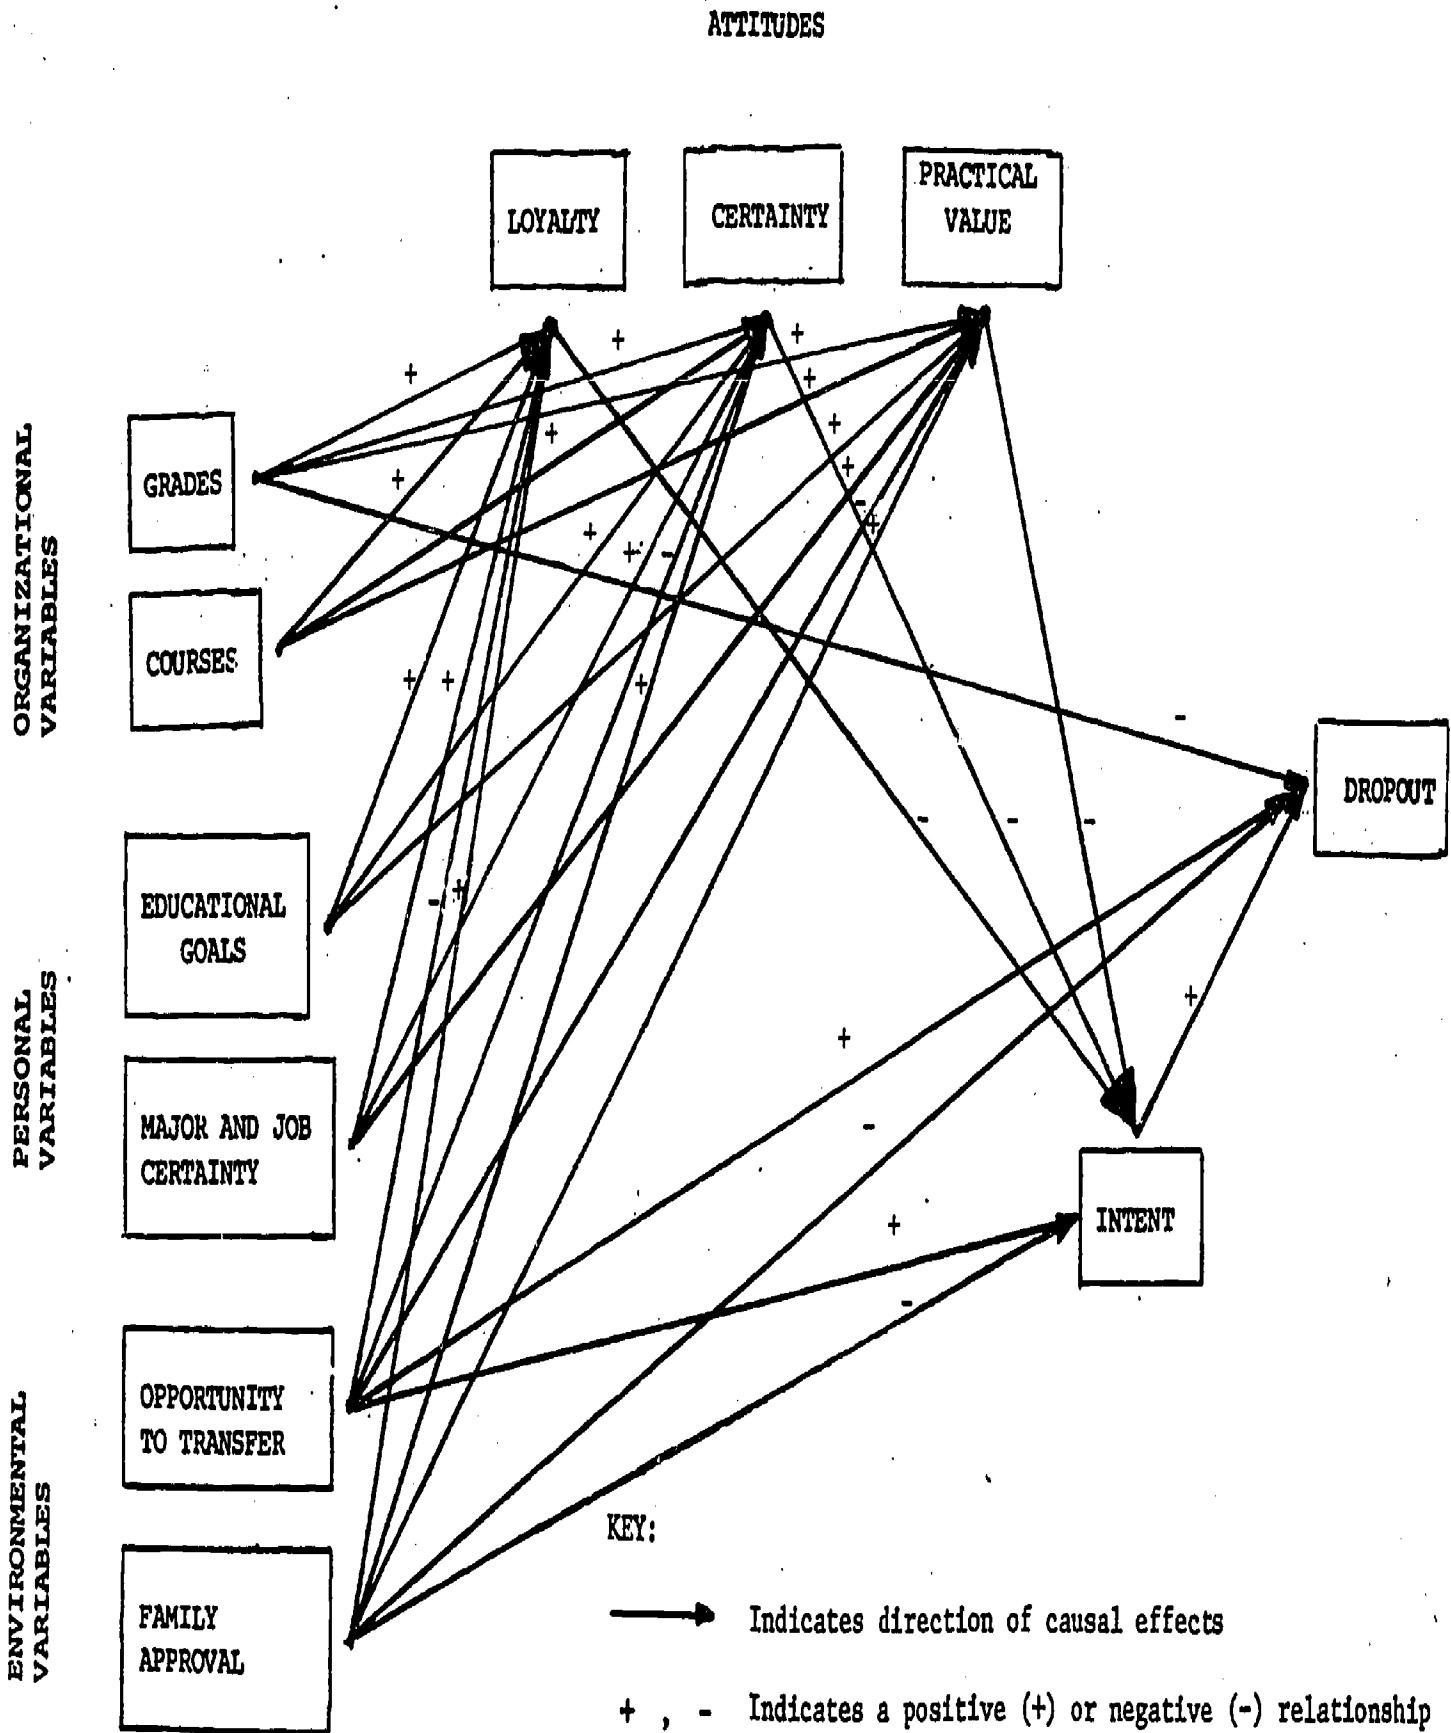 ATTITUDES
LOYALTY
CERTAINTY
PRACTICAL
VALUE
+
+
+
+
+
+
+
+
-
+
+
+ + -
ORGANIZATIONAL
VARIABLES
GRADES
COURSES
+ +
+
-
DROPOUT
- - -
- +
PERSONAL
VARIABLES
EDUCATIONAL
GOALS
+
+
MAJOR AND JOB
CERTAINTY
-
+
INTENT
-
ENVIRONMENTAL
VARIABLES
OPPORTUNITY
TO TRANSFER
FAMILY
APPROVAL
KEY:
Indicates direction of causal effects
+ , - Indicates a positive (+) or negative (-) relationship